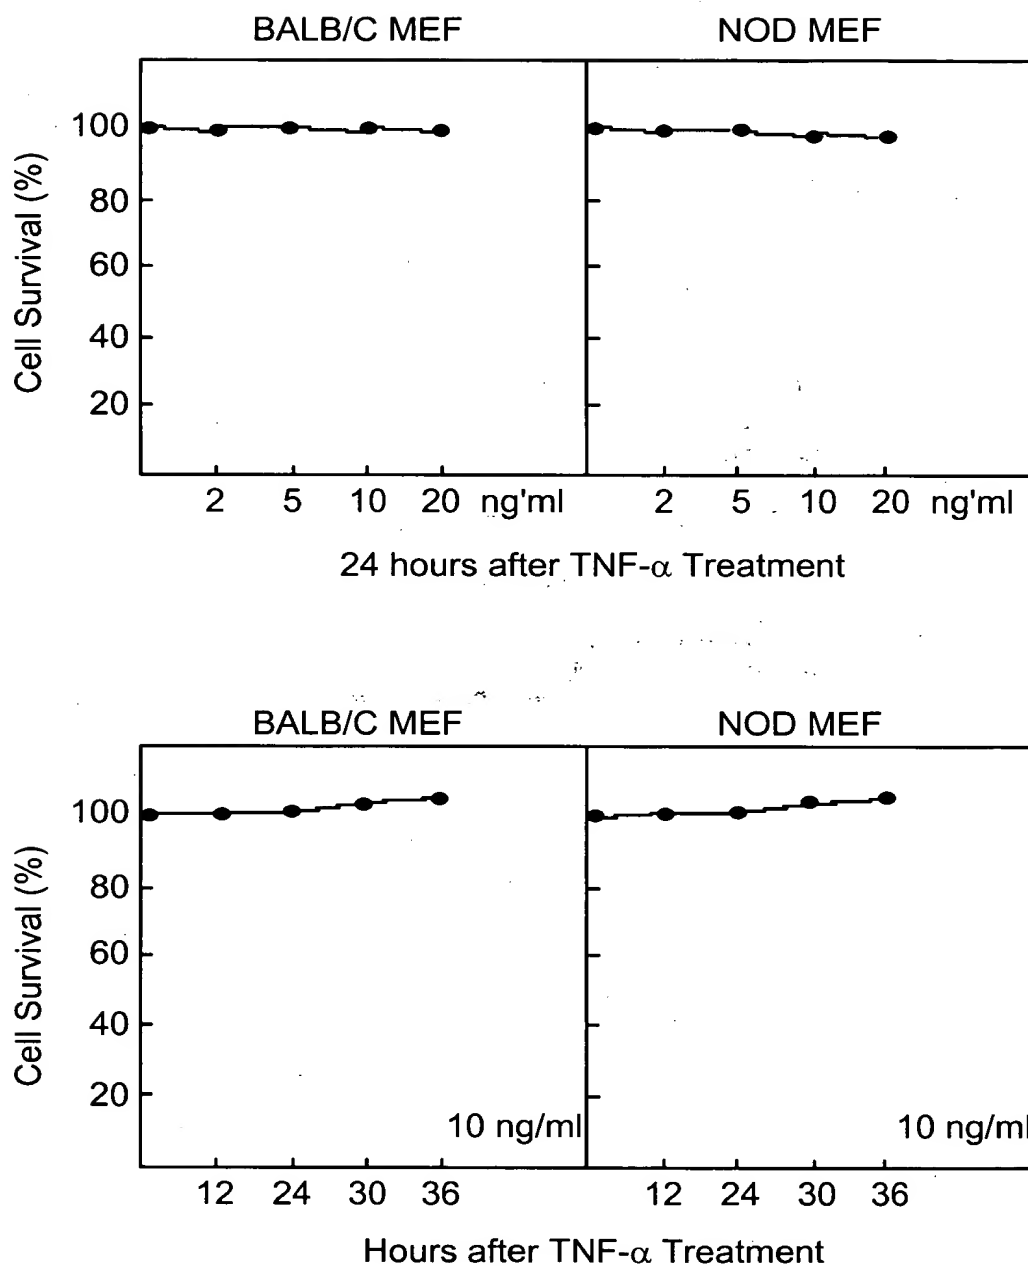 BALB/C MEF NOD MEF
Cell Survival (%)
100
80
60
40
20
2 5 10 20 ng'ml 2 5 10 20 ng'ml
24 hours after TNF-α Treatment
BALB/C MEF NOD MEF
Cell Survival (%)
100
80
60
40
20
10 ng/ml 10 ng/ml
12 24 30 36 12 24 30 36
Hours after TNF-α Treatment